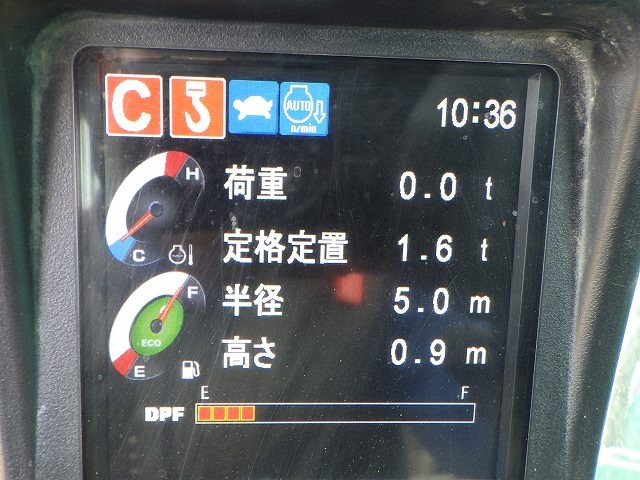 C
AUTO
n/min
10:36
H
C
荷重 0.0 t
定格定置 1.6 t
F
ECO
E
半径 5.0 m
高さ 0.9 m
E F
DPF